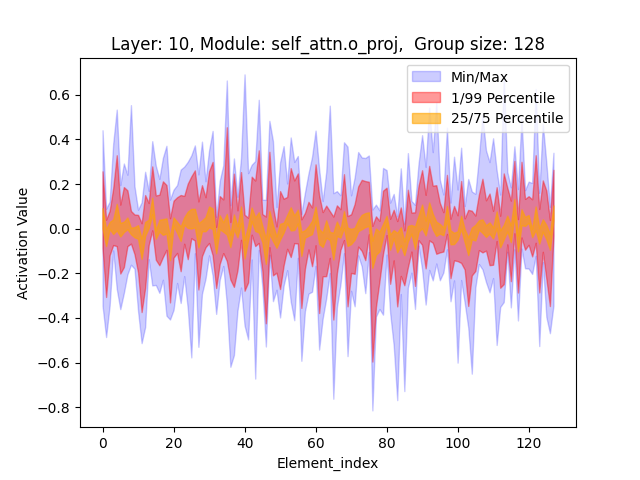 Layer: 10, Module: self_attn.o_proj,  Group size: 128
Min/Max
1/99 Percentile
25/75 Percentile
Activation Value
0.6
0.4
0.2
0.0
−0.2
−0.4
−0.6
−0.8
0 20 40 60 80 100 120
Element_index